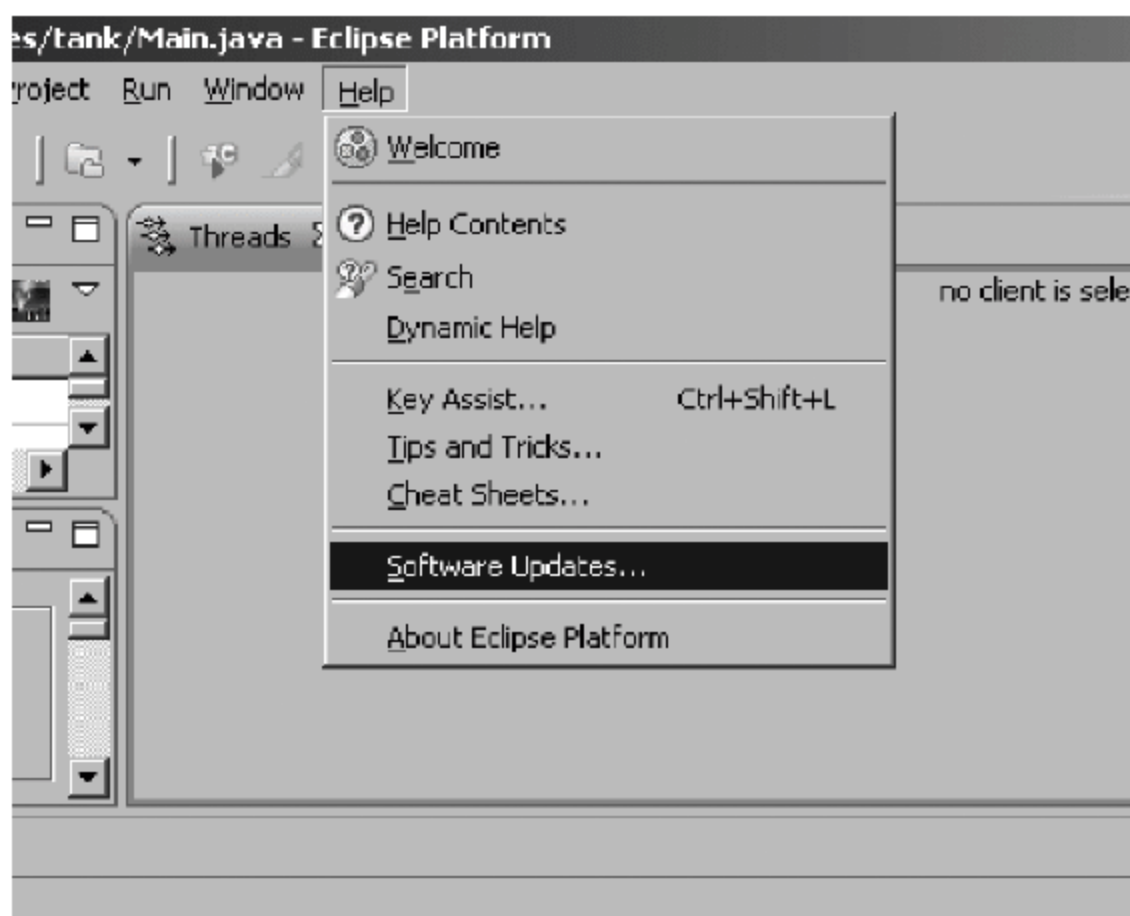 es/tank/Main.java - Eclipse Platform
Project Run Window Help
Welcome
Threads
Help Contents
Search
no client is sele
Dynamic Help
Key Assist... Ctrl+Shift+L
Tips and Tricks...
Cheat Sheets...
Software Updates...
About Eclipse Platform